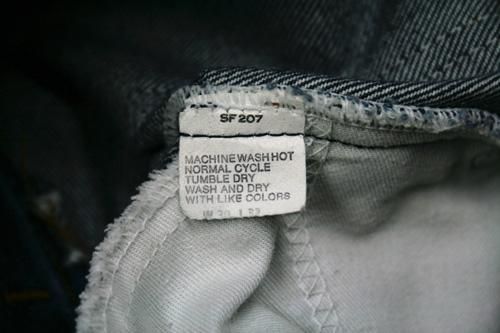 SF 207
MACHINE WASH HOT
NORMAL CYCLE
TUMBLE DRY
WASH AND DRY
WITH LIKE COLORS